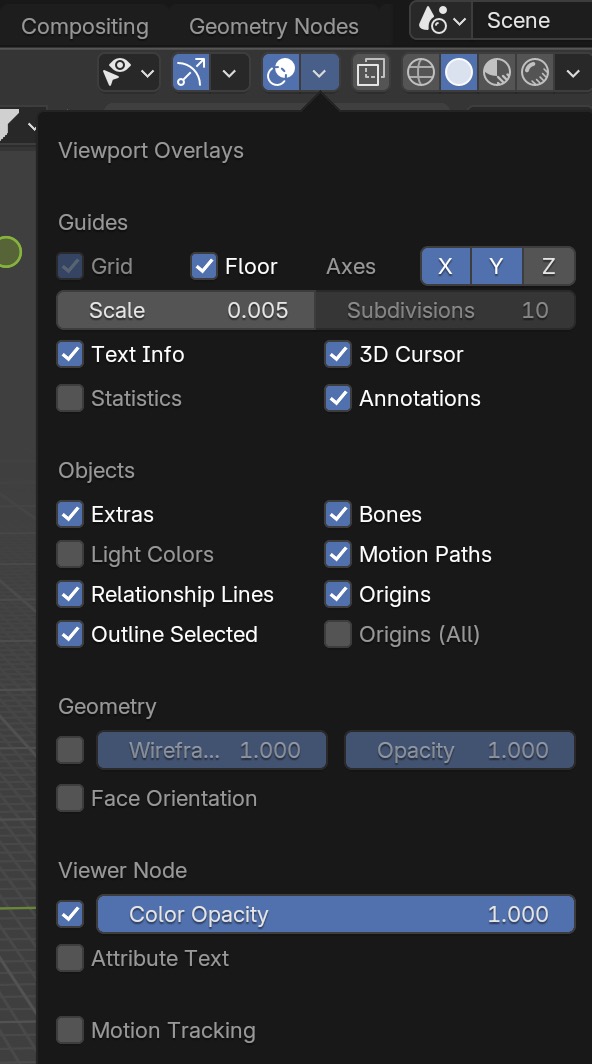 Compositing Geometry Nodes Scene
Viewport Overlays
Guides
Grid Floor Axes X Y Z
Scale 0.005 Subdivisions 10
Text Info 3D Cursor
Statistics Annotations
Objects
Extras Bones
Light Colors Motion Paths
Relationship Lines Origins
Outline Selected Origins (All)
Geometry
Wirefra... 1.000 Opacity 1.000
Face Orientation
Viewer Node
Color Opacity 1.000
Attribute Text
Motion Tracking